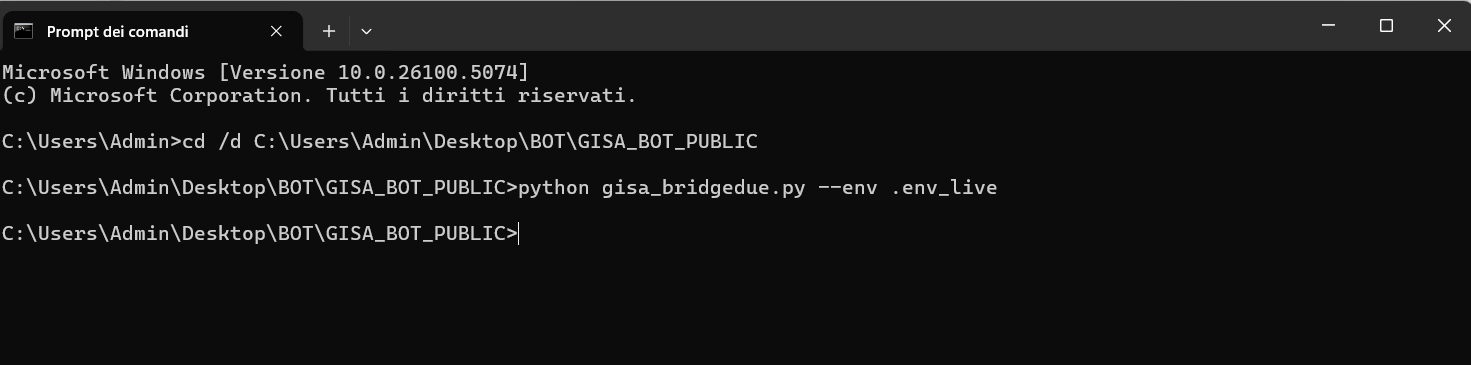 Prompt dei comandi
Microsoft Windows [Versione 10.0.26100.5074]
(c) Microsoft Corporation. Tutti i diritti riservati.
C:\Users\Admin>cd /d C:\Users\Admin\Desktop\BOT\GISA_BOT_PUBLIC
C:\Users\Admin\Desktop\BOT\GISA_BOT_PUBLIC>python gisa_bridgedue.py --env .env_live
C:\Users\Admin\Desktop\BOT\GISA_BOT_PUBLIC>